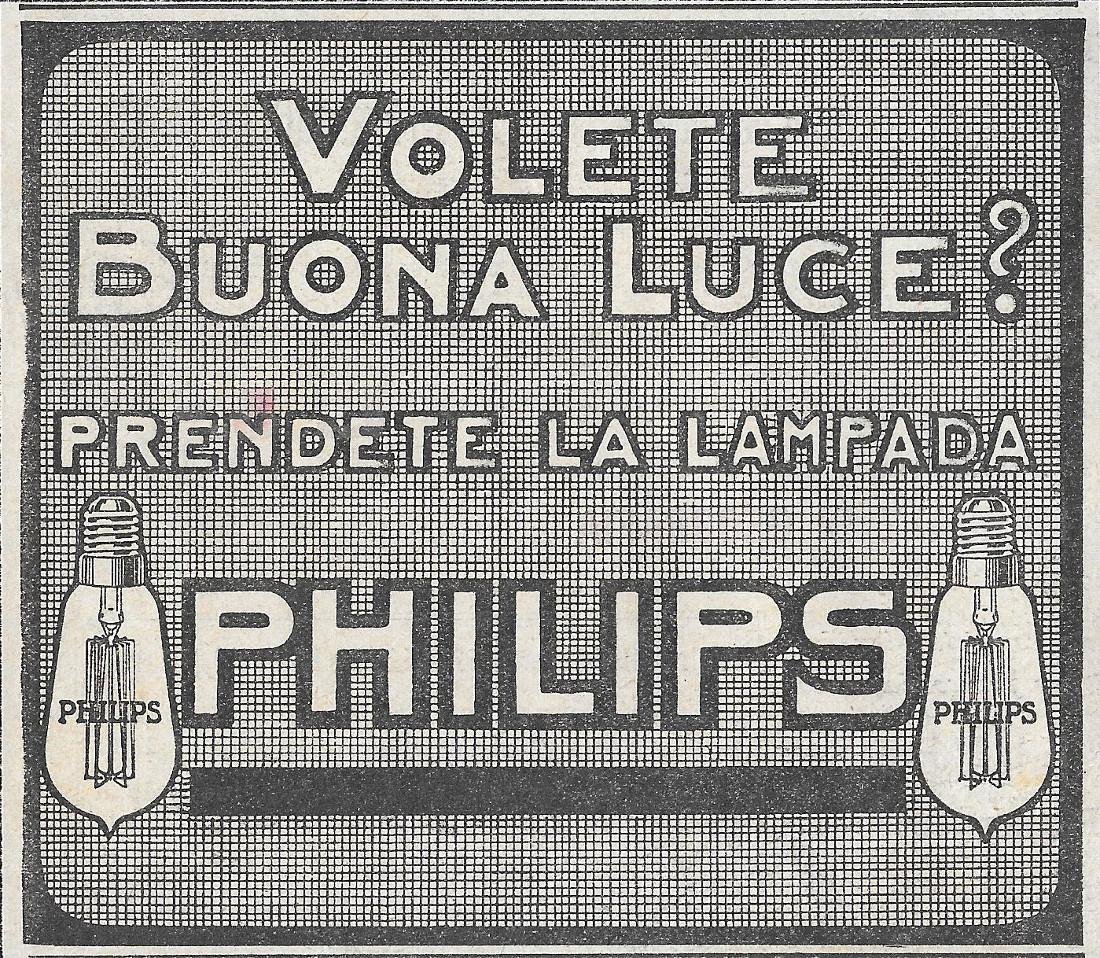 VOLETE
BUONA LUCE?
PRENDETE LA LAMPADA
PHILIPS
PHILIPS
PHILIPS